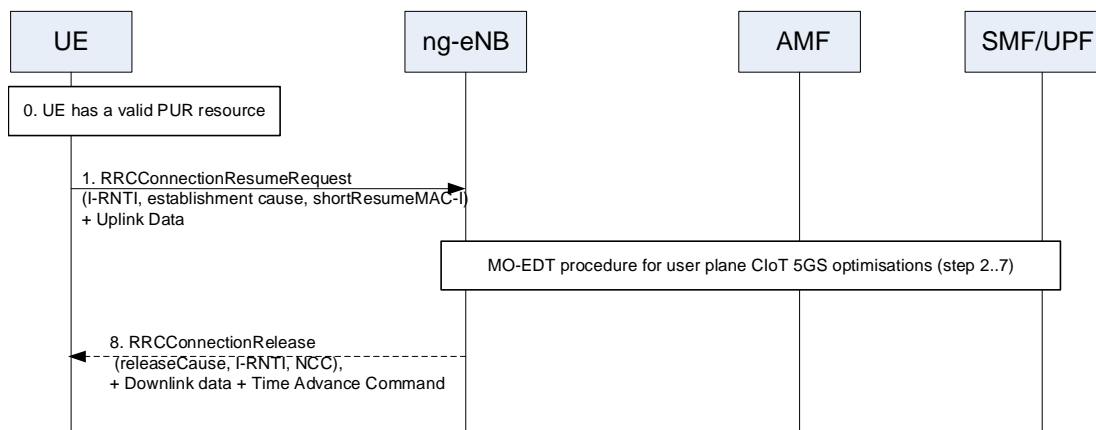 UE
ng-eNB
AMF
SMF/UPF
0. UE has a valid PUR resource
1. RRCConnectionResumeRequest
(I-RNTI, establishment cause, shortResumeMAC-I)
+ Uplink Data
MO-EDT procedure for user plane CIoT 5GS optimisations (step 2..7)
8. RRCConnectionRelease
(releaseCause, I-RNTI, NCC),
+ Downlink data + Time Advance Command